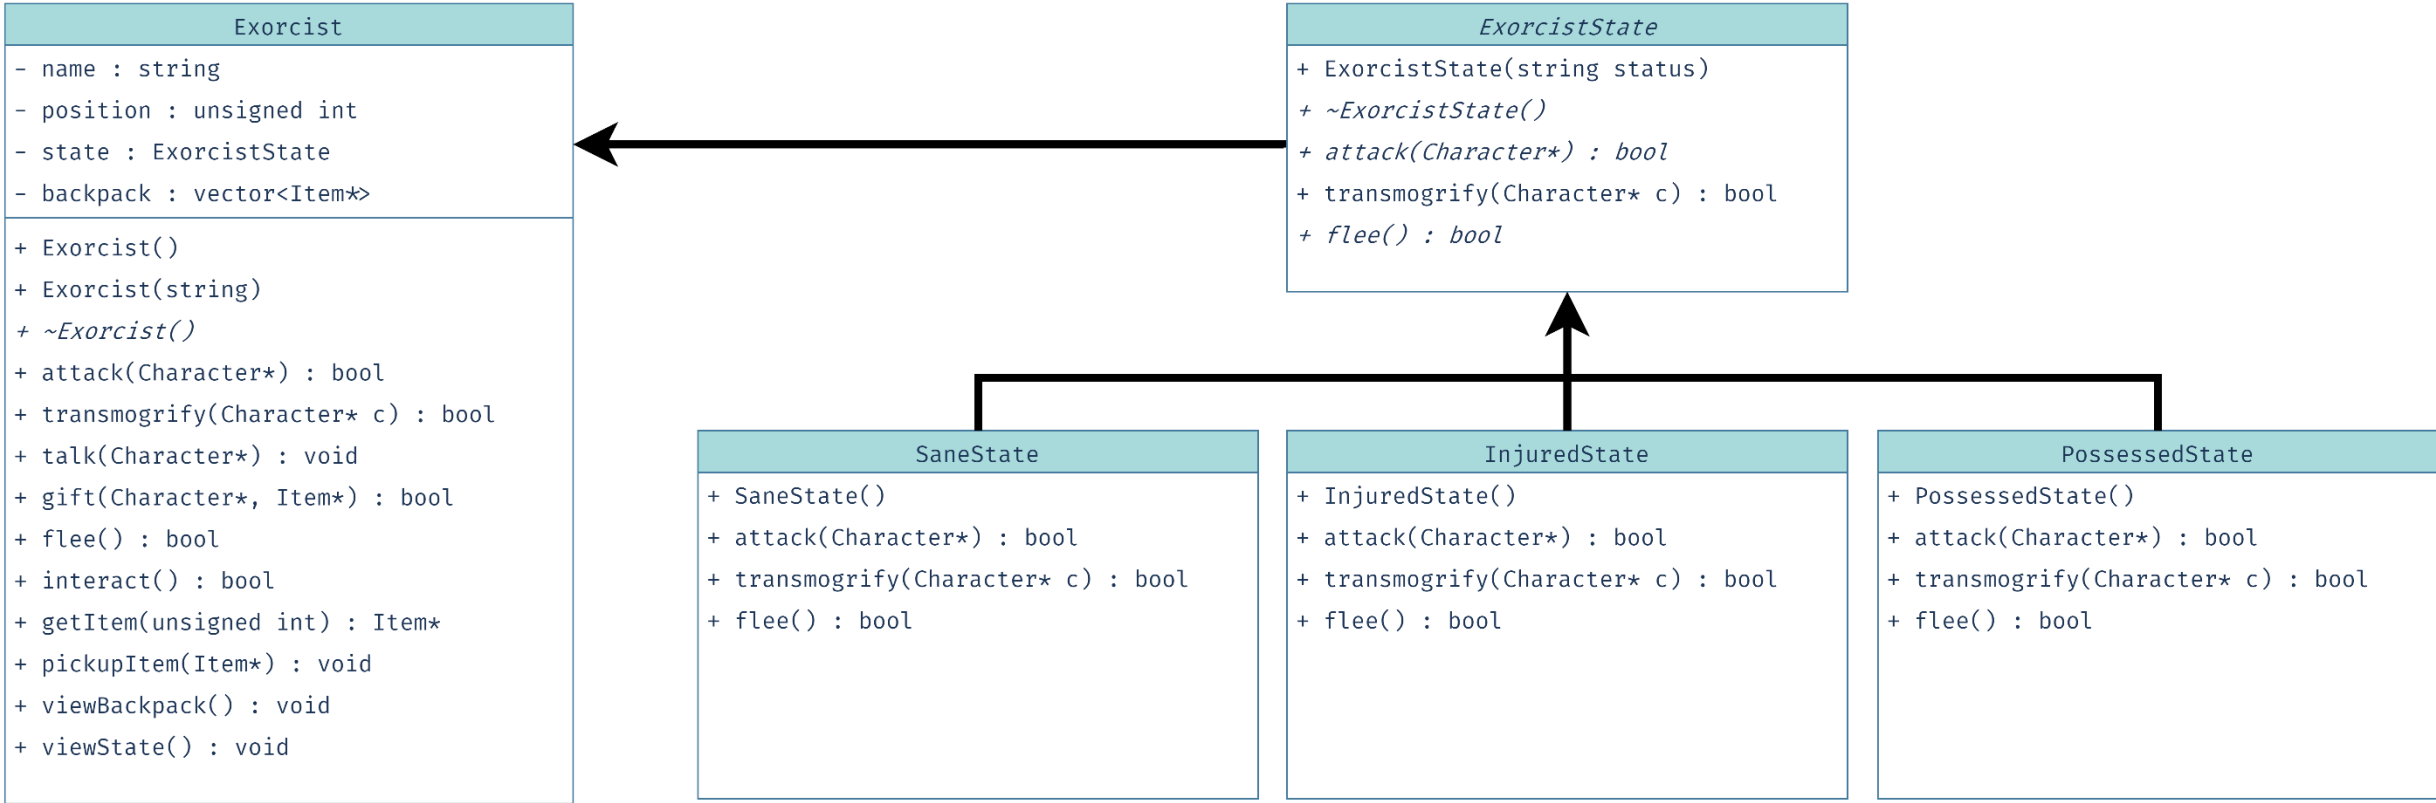 Exorcist
- name : string
- position : unsigned int
- state : ExorcistState
- backpack : vector<Item*>
+ Exorcist()
+ Exorcist(string)
+ ~Exorcist()
+ attack(Character*) : bool
+ transmogrify(Character* c) : bool
+ talk(Character*) : void
+ gift(Character*, Item*) : bool
+ flee() : bool
+ interact() : bool
+ getItem(unsigned int) : Item*
+ pickupItem(Item*) : void
+ viewBackpack() : void
+ viewState() : void
ExorcistState
+ ExorcistState(string status)
+ ~ExorcistState()
+ attack(Character*) : bool
+ transmogrify(Character* c) : bool
+ flee() : bool
SaneState
+ SaneState()
+ attack(Character*) : bool
+ transmogrify(Character* c) : bool
+ flee() : bool
InjuredState
+ InjuredState()
+ attack(Character*) : bool
+ transmogrify(Character* c) : bool
+ flee() : bool
PossessedState
+ PossessedState()
+ attack(Character*) : bool
+ transmogrify(Character* c) : bool
+ flee() : bool